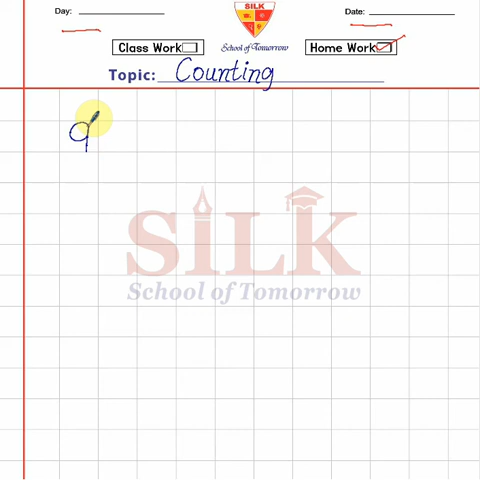 Day:
SILK
Date:
Class Work
School of Tomorrow
Home Work
Topic: Counting
9
SiLK
School of Tomorrow